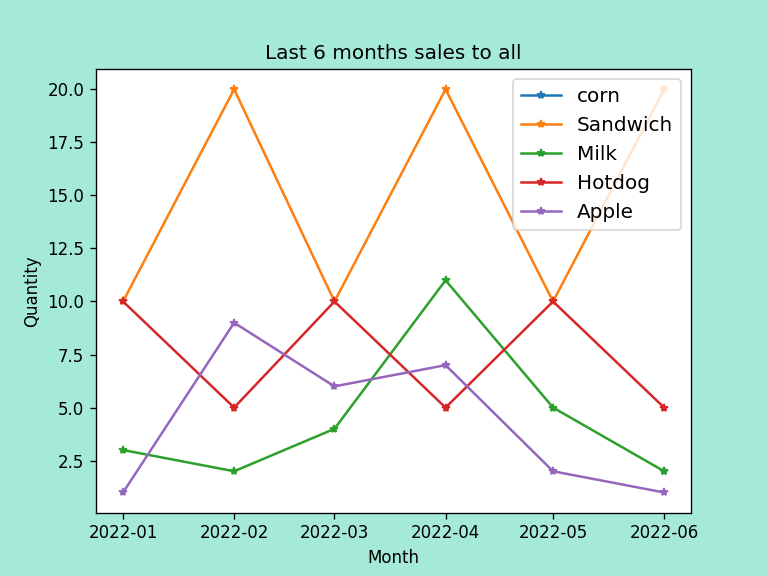 Last 6 months sales to all
20.0
17.5
15.0
12.5
10.0
7.5
5.0
2.5
Quantity
corn
Sandwich
Milk
Hotdog
Apple
2022-01 2022-02 2022-03 2022-04 2022-05 2022-06
Month